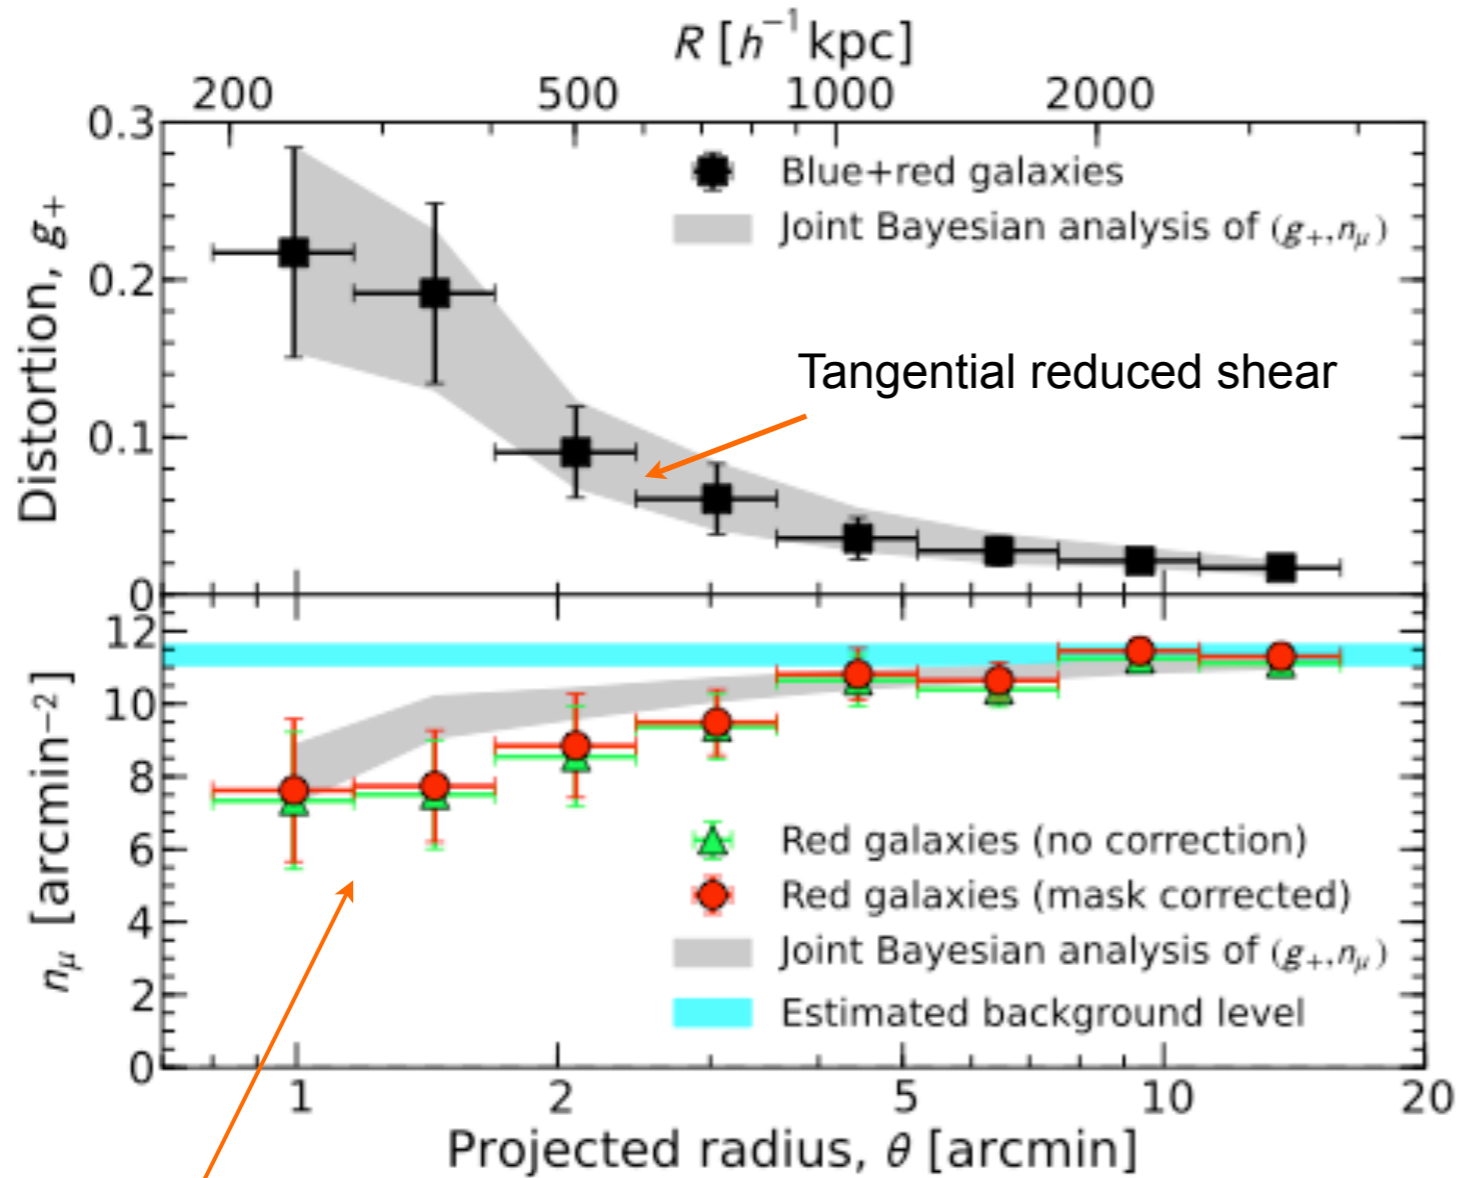 R [h⁻¹ kpc]
200 500 1000 2000
0.3
0.2
0.1
0
Distortion, g₊
Blue+red galaxies
Joint Bayesian analysis of (g₊,n_μ)
Tangential reduced shear
12
10
8
6
4
2
0
n_μ [arcmin⁻²]
Red galaxies (no correction)
Red galaxies (mask corrected)
Joint Bayesian analysis of (g₊,n_μ)
Estimated background level
1 2 5 10 20
Projected radius, θ [arcmin]